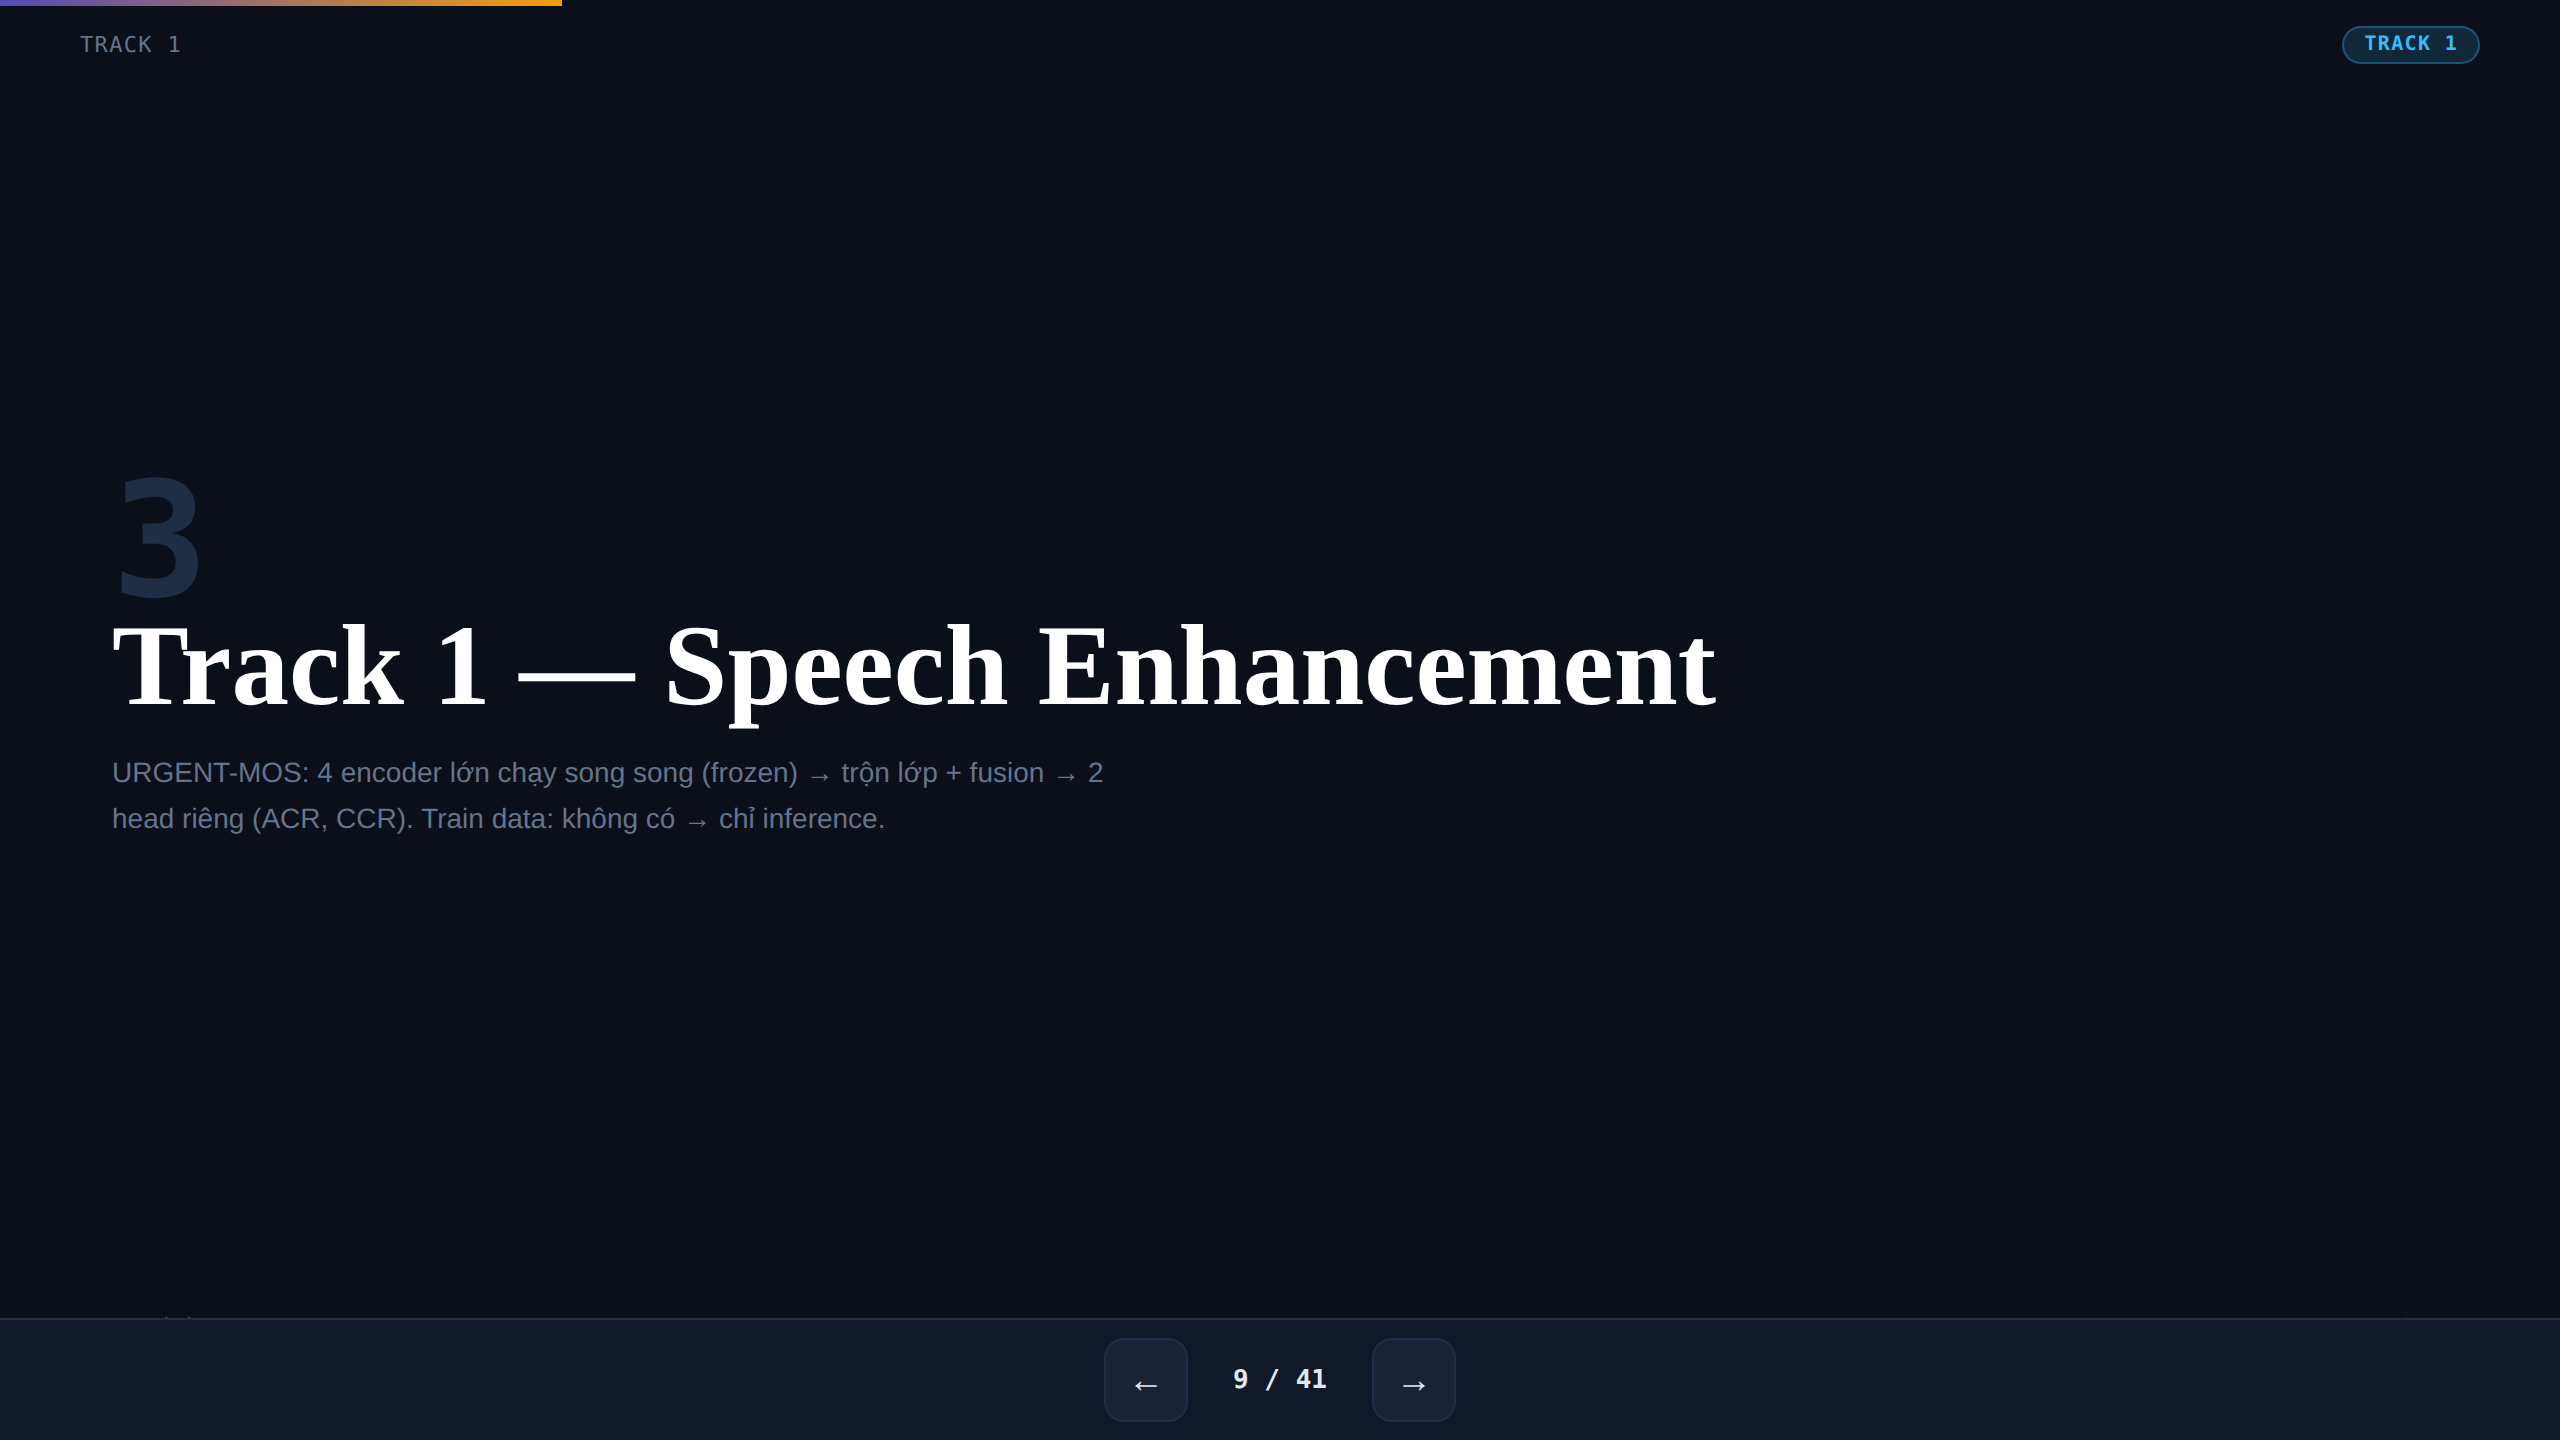 TRACK 1
TRACK 1
3
Track 1 — Speech Enhancement
URGENT-MOS: 4 encoder lớn chạy song song (frozen) → trộn lớp + fusion → 2
head riêng (ACR, CCR). Train data: không có → chỉ inference.
← 9 / 41 →